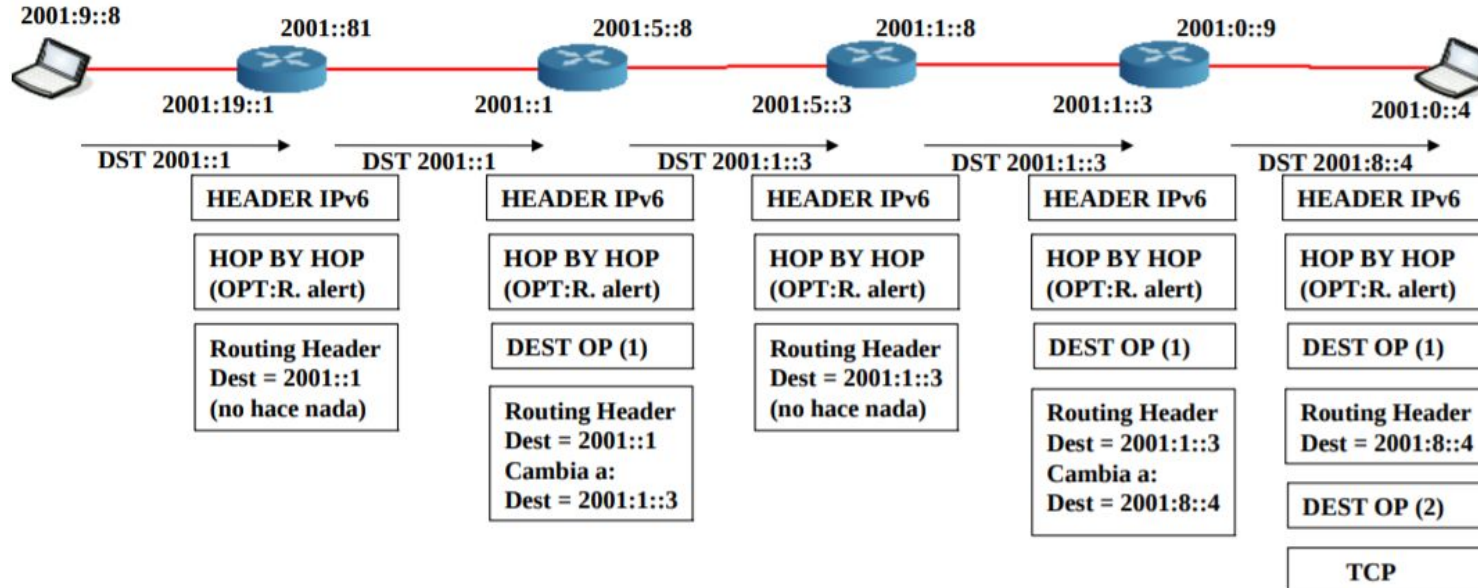 2001:9::8
2001::81
2001:5::8
2001:1::8
2001:0::9
2001:19::1
2001::1
2001:5::3
2001:1::3
2001:0::4
DST 2001::1
DST 2001::1
DST 2001:1::3
DST 2001:1::3
DST 2001:8::4
HEADER IPv6
HOP BY HOP
(OPT:R. alert)
Routing Header
Dest = 2001::1
(no hace nada)
HEADER IPv6
HOP BY HOP
(OPT:R. alert)
DEST OP (1)
Routing Header
Dest = 2001::1
Cambia a:
Dest = 2001:1::3
HEADER IPv6
HOP BY HOP
(OPT:R. alert)
Routing Header
Dest = 2001:1::3
(no hace nada)
HEADER IPv6
HOP BY HOP
(OPT:R. alert)
DEST OP (1)
Routing Header
Dest = 2001:1::3
Cambia a:
Dest = 2001:8::4
HEADER IPv6
HOP BY HOP
(OPT:R. alert)
DEST OP (1)
Routing Header
Dest = 2001:8::4
DEST OP (2)
TCP